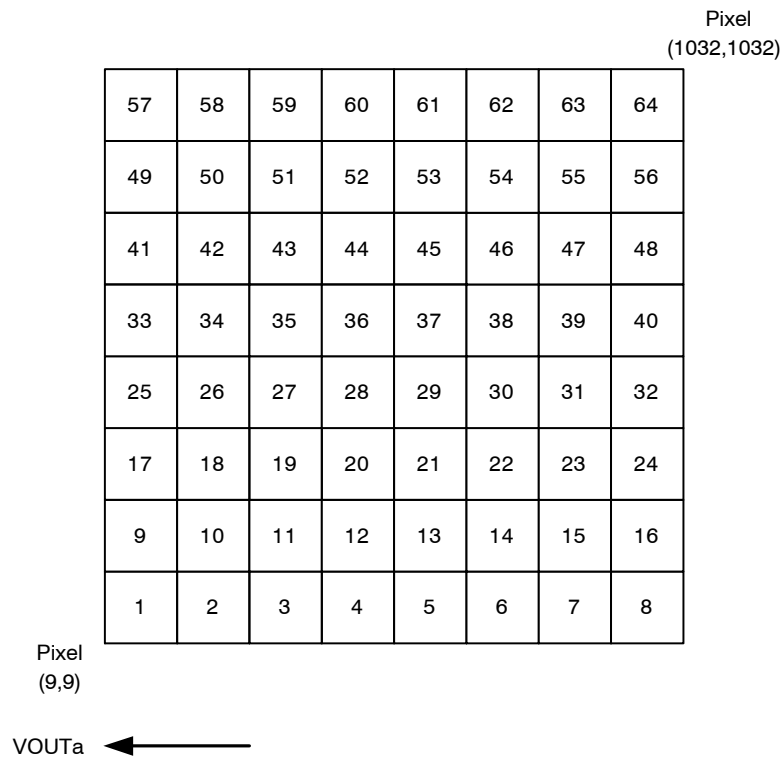 Pixel
(1032,1032)
57 58 59 60 61 62 63 64
49 50 51 52 53 54 55 56
41 42 43 44 45 46 47 48
33 34 35 36 37 38 39 40
25 26 27 28 29 30 31 32
17 18 19 20 21 22 23 24
9 10 11 12 13 14 15 16
1 2 3 4 5 6 7 8
Pixel
(9,9)
VOUTa